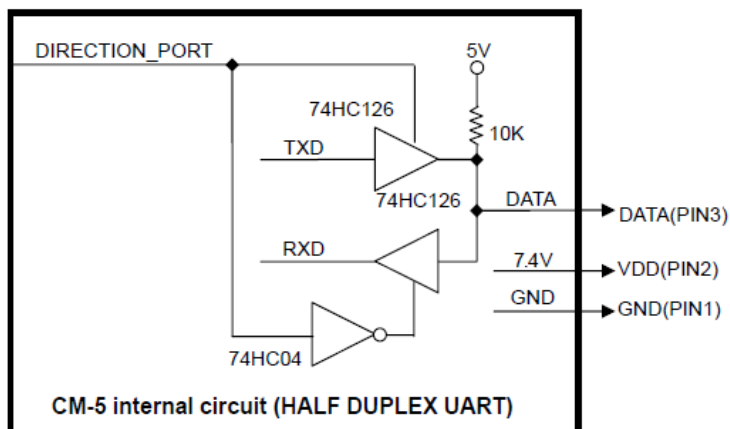 DIRECTION_PORT
5V
74HC126
10K
TXD
74HC126
DATA
DATA(PIN3)
RXD
7.4V
VDD(PIN2)
GND
GND(PIN1)
74HC04
CM-5 internal circuit (HALF DUPLEX UART)